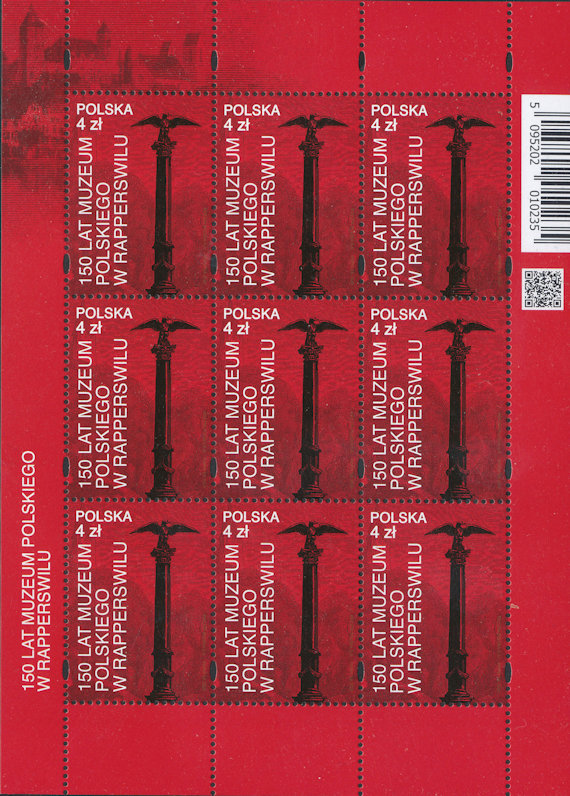 POLSKA
4 zł
150 LAT MUZEUM
POLSKIEGO
W RAPPERSWILU
POLSKA
4 zł
150 LAT MUZEUM
POLSKIEGO
W RAPPERSWILU
POLSKA
4 zł
150 LAT MUZEUM
POLSKIEGO
W RAPPERSWILU
5 095202 010235
POLSKA
4 zł
150 LAT MUZEUM
POLSKIEGO
W RAPPERSWILU
POLSKA
4 zł
150 LAT MUZEUM
POLSKIEGO
W RAPPERSWILU
POLSKA
4 zł
150 LAT MUZEUM
POLSKIEGO
W RAPPERSWILU
POLSKA
4 zł
150 LAT MUZEUM
POLSKIEGO
W RAPPERSWILU
POLSKA
4 zł
150 LAT MUZEUM
POLSKIEGO
W RAPPERSWILU
POLSKA
4 zł
150 LAT MUZEUM
POLSKIEGO
W RAPPERSWILU
150 LAT MUZEUM POLSKIEGO
W RAPPERSWILU